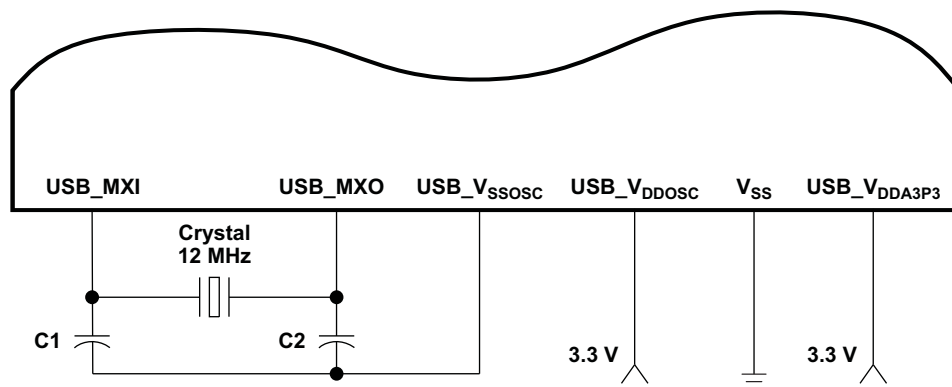 USB_MXI USB_MXO USB_VSSOSC USB_VDDOSC VSS USB_VDDA3P3
Crystal
12 MHz
C1 C2 3.3 V 3.3 V